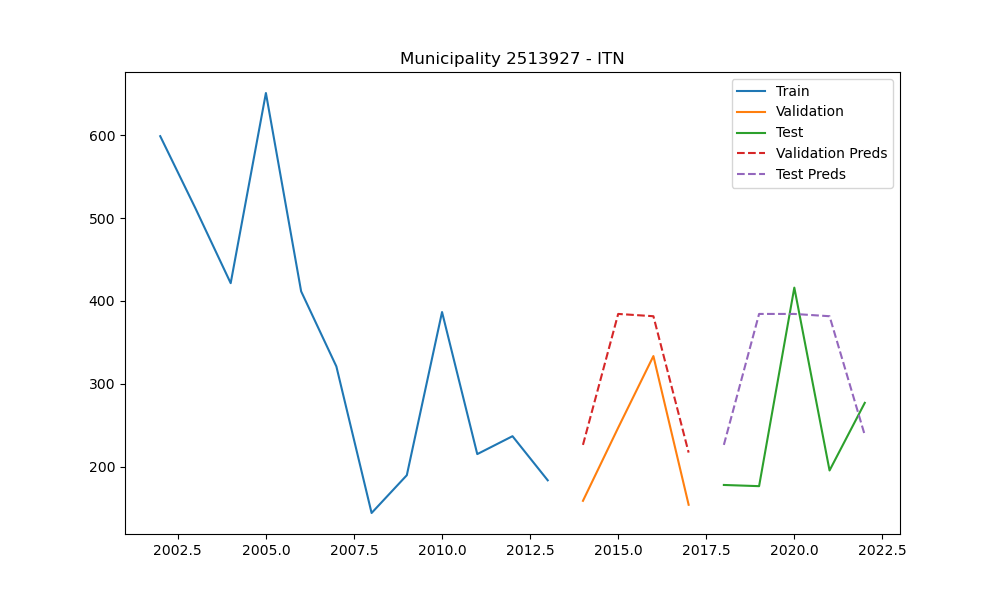 Municipality 2513927 - ITN
Train
Validation
Test
Validation Preds
Test Preds
600
500
400
300
200
2002.5 2005.0 2007.5 2010.0 2012.5 2015.0 2017.5 2020.0 2022.5